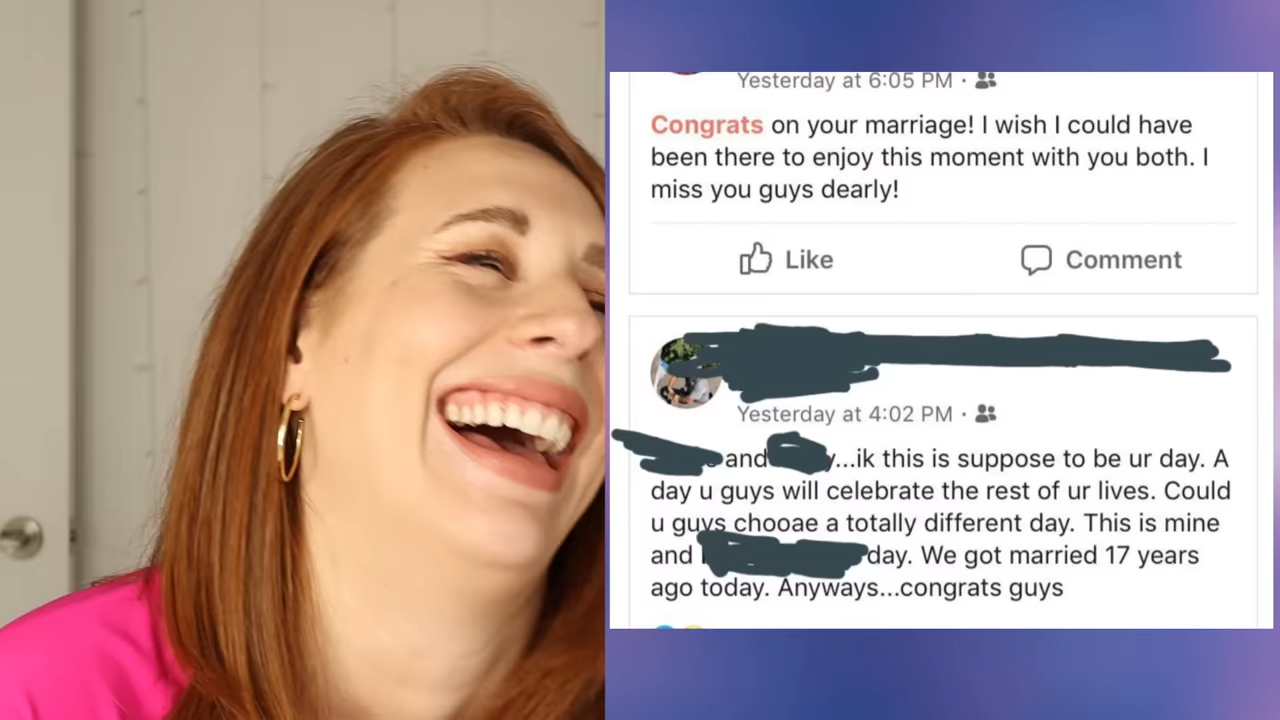 Yesterday at 6:05 PM ·
Congrats on your marriage! I wish I could have
been there to enjoy this moment with you both. I
miss you guys dearly!
Like Comment
Yesterday at 4:02 PM ·
and y...ik this is suppose to be ur day. A
day u guys will celebrate the rest of ur lives. Could
u guys chooae a totally different day. This is mine
and day. We got married 17 years
ago today. Anyways...congrats guys